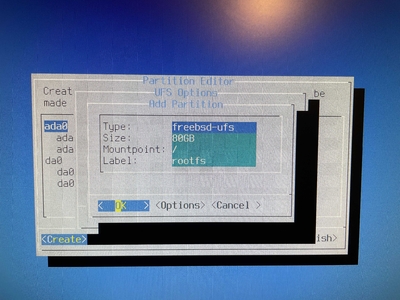 Partition Editor
UFS Options
Add Partition
Creat
be
made
ada0
ada
ada
da0
da0
da0
Type: freebsd-ufs
Size: 80GB
Mountpoint: /
Label: rootfs
< OK > <Options> <Cancel >
<Create>
ish>